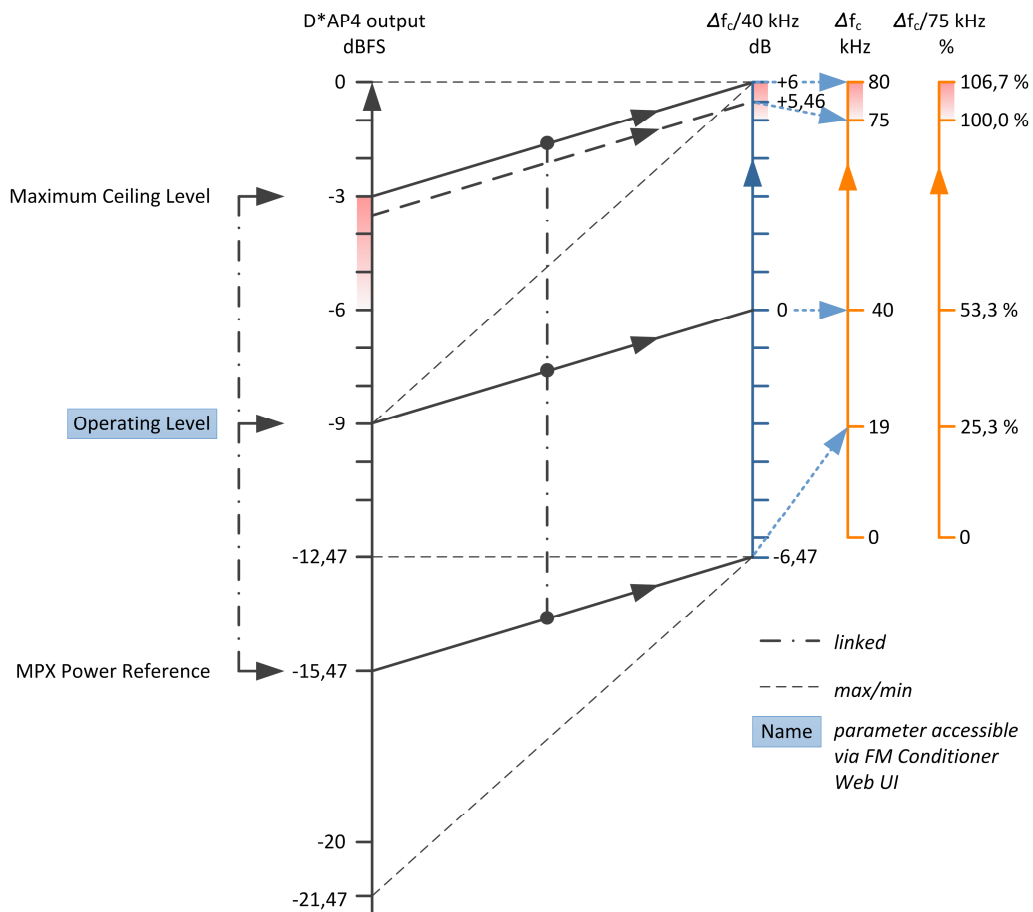 D*AP4 output
dBFS
Δfc/40 kHz
dB
Δfc
kHz
Δfc/75 kHz
%
0
+6
80
106,7 %
+5,46
75
100,0 %
Maximum Ceiling Level
-3
-6
0
40
53,3 %
Operating Level
-9
19
25,3 %
0
0
-12,47
-6,47
MPX Power Reference
-15,47
linked
max/min
Name
parameter accessible
via FM Conditioner
Web UI
-20
-21,47